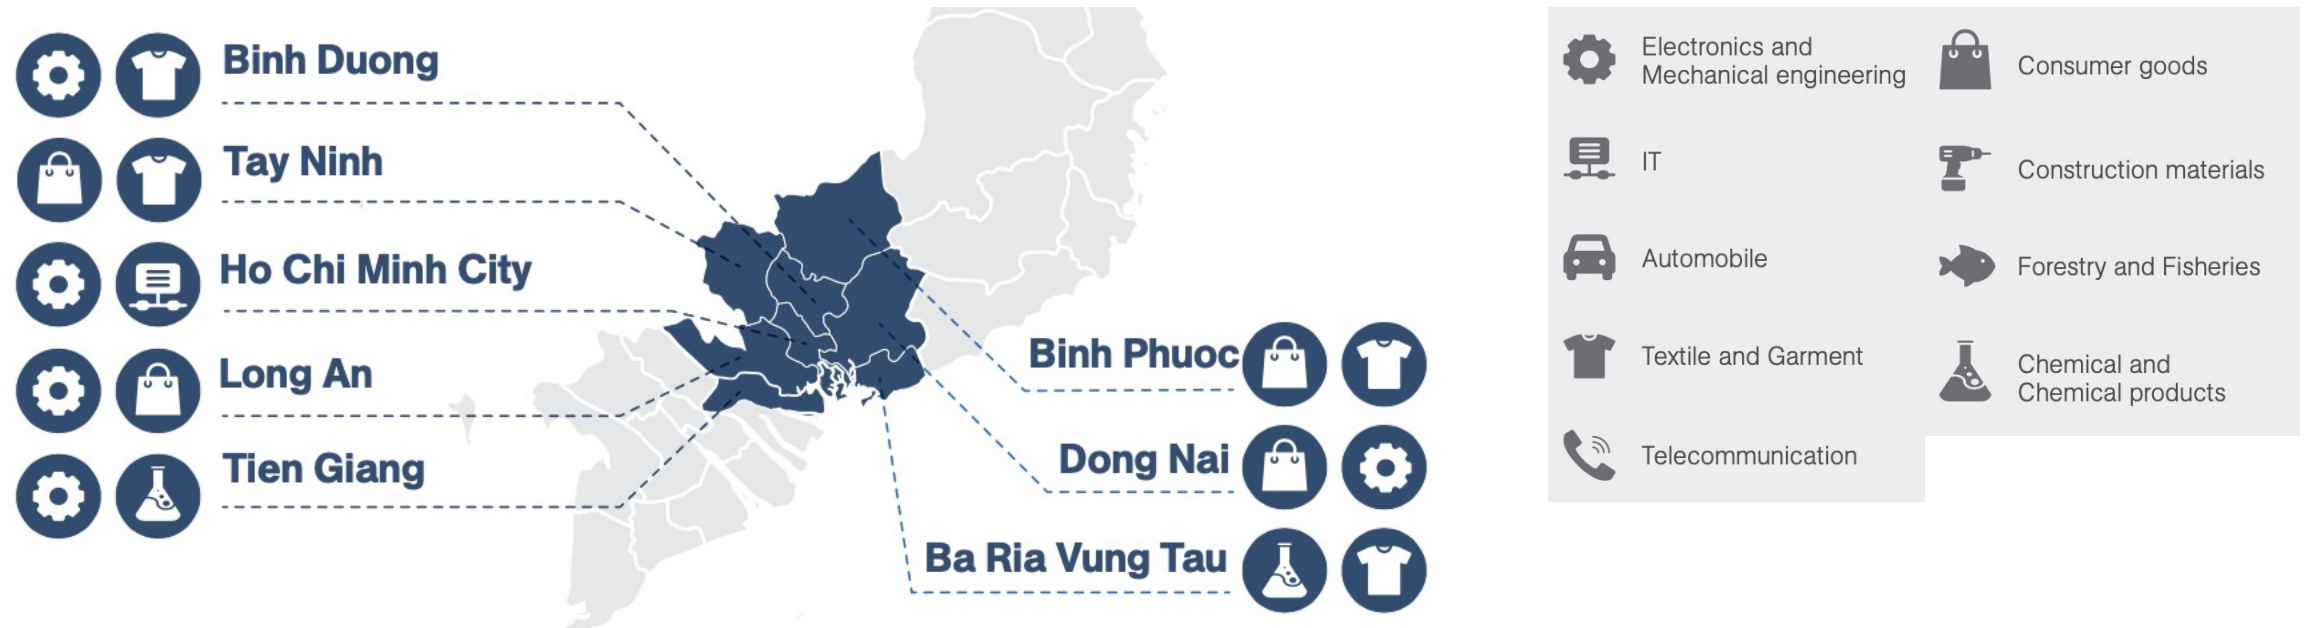 Binh Duong
Tay Ninh
Ho Chi Minh City
Long An
Tien Giang
Binh Phuoc
Dong Nai
Ba Ria Vung Tau
Electronics and
Mechanical engineering
IT
Automobile
Textile and Garment
Telecommunication
Consumer goods
Construction materials
Forestry and Fisheries
Chemical and
Chemical products